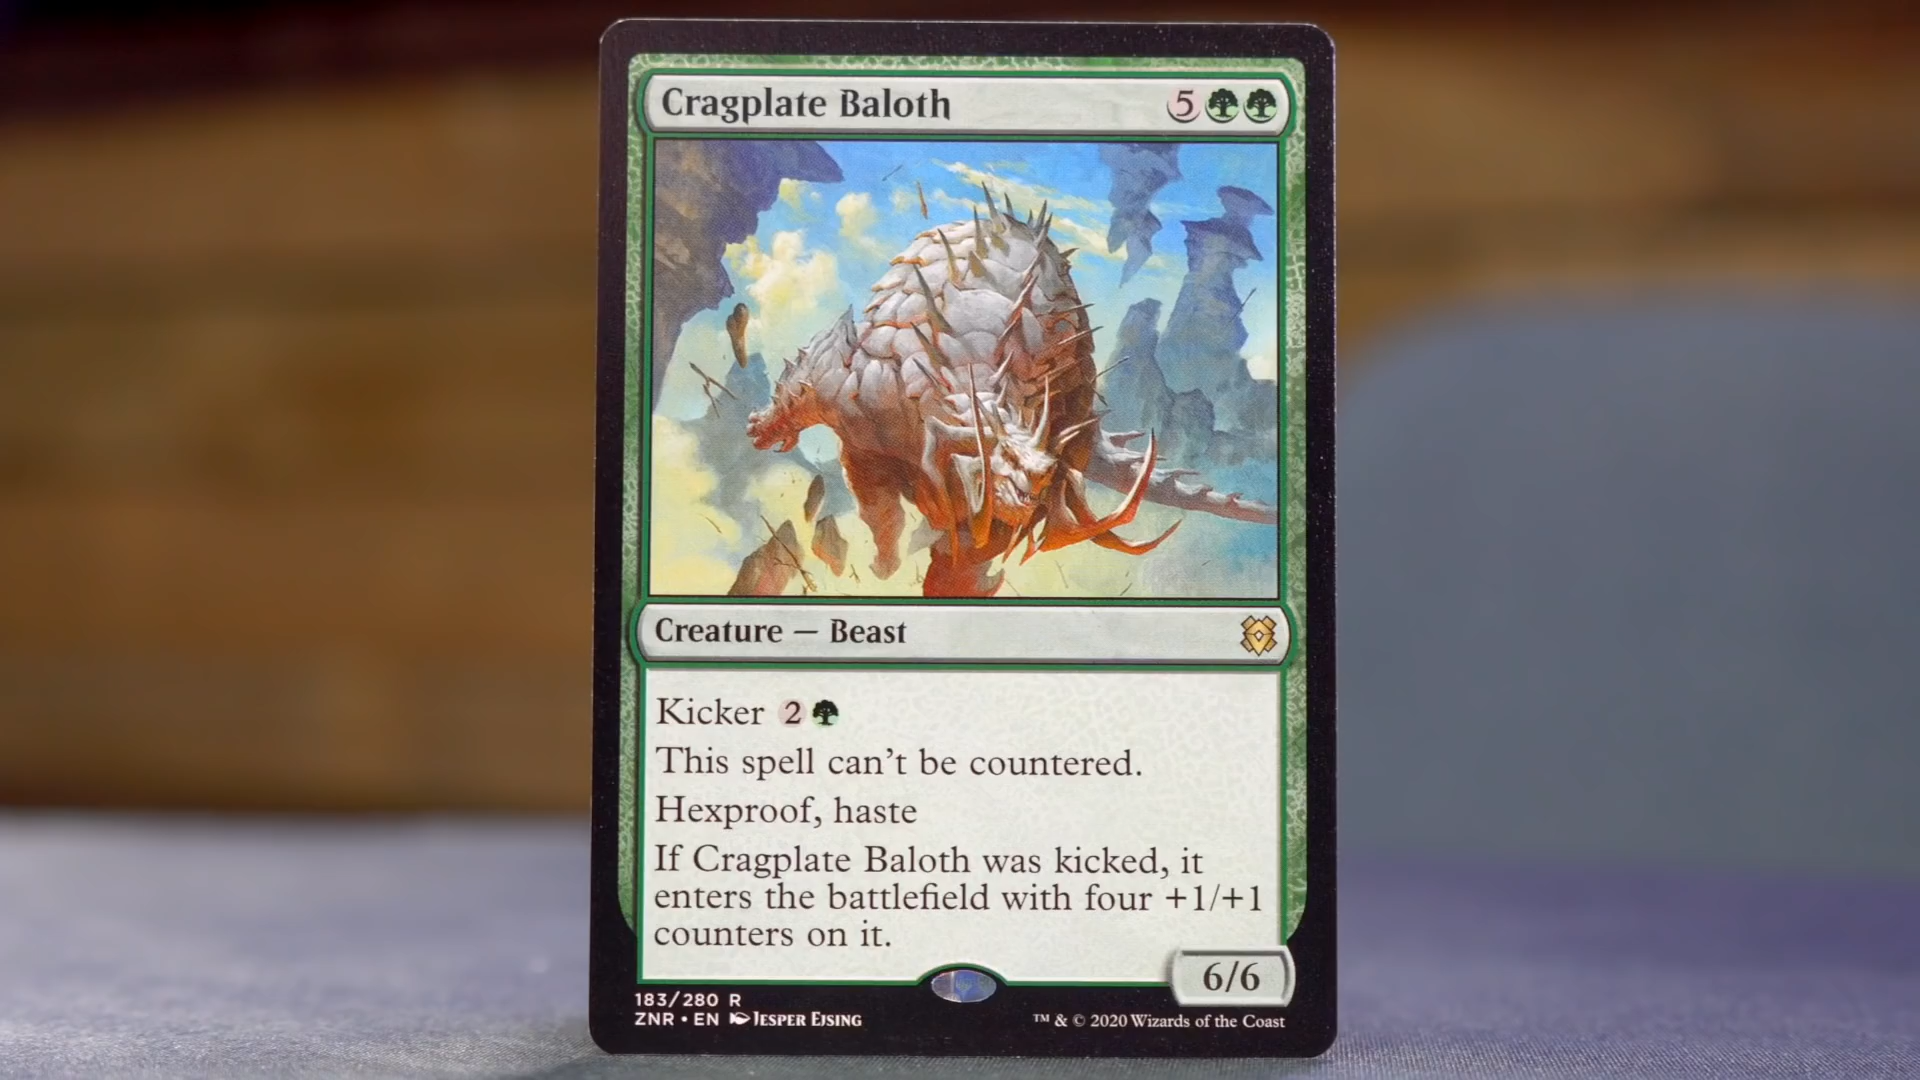 Cragplate Baloth 5
Creature — Beast
Kicker 2
This spell can't be countered.
Hexproof, haste
If Cragplate Baloth was kicked, it
enters the battlefield with four +1/+1
counters on it.
6/6
183/280 R
ZNR • EN JESPER EJSING
™ & © 2020 Wizards of the Coast